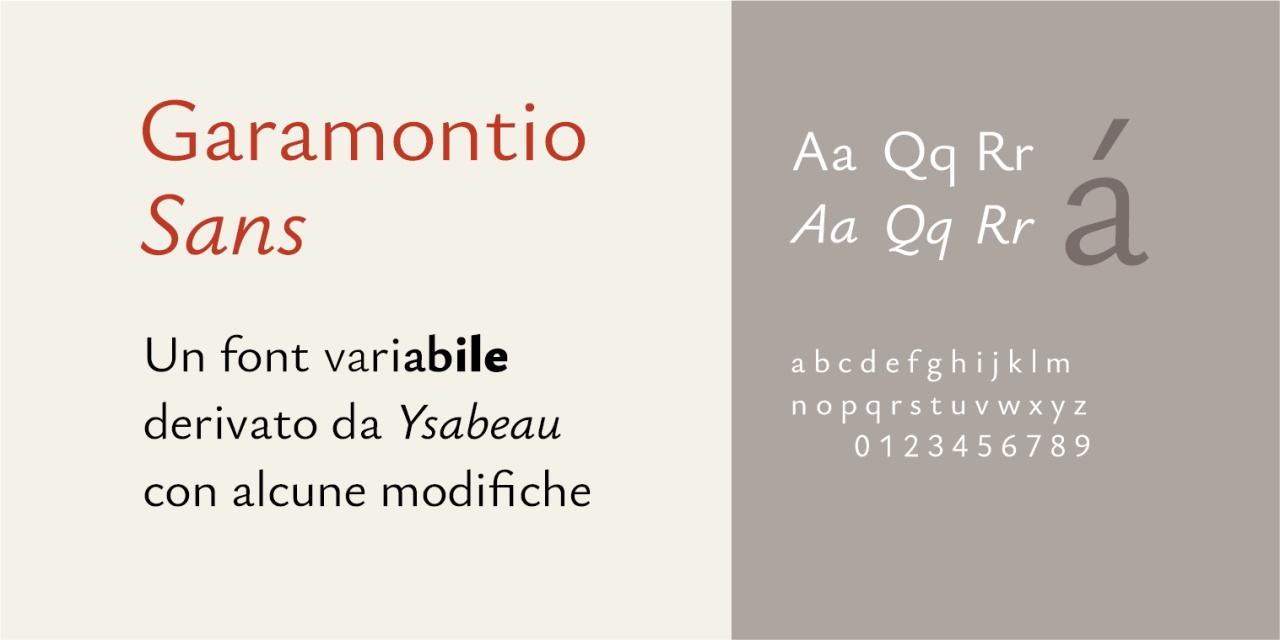 Garamontio
Sans
Un font variabile
derivato da Ysabeau
con alcune modifiche
Aa Qq Rr
Aa Qq Rr
á
a b c d e f g h i j k l m
n o p q r s t u v w x y z
0 1 2 3 4 5 6 7 8 9